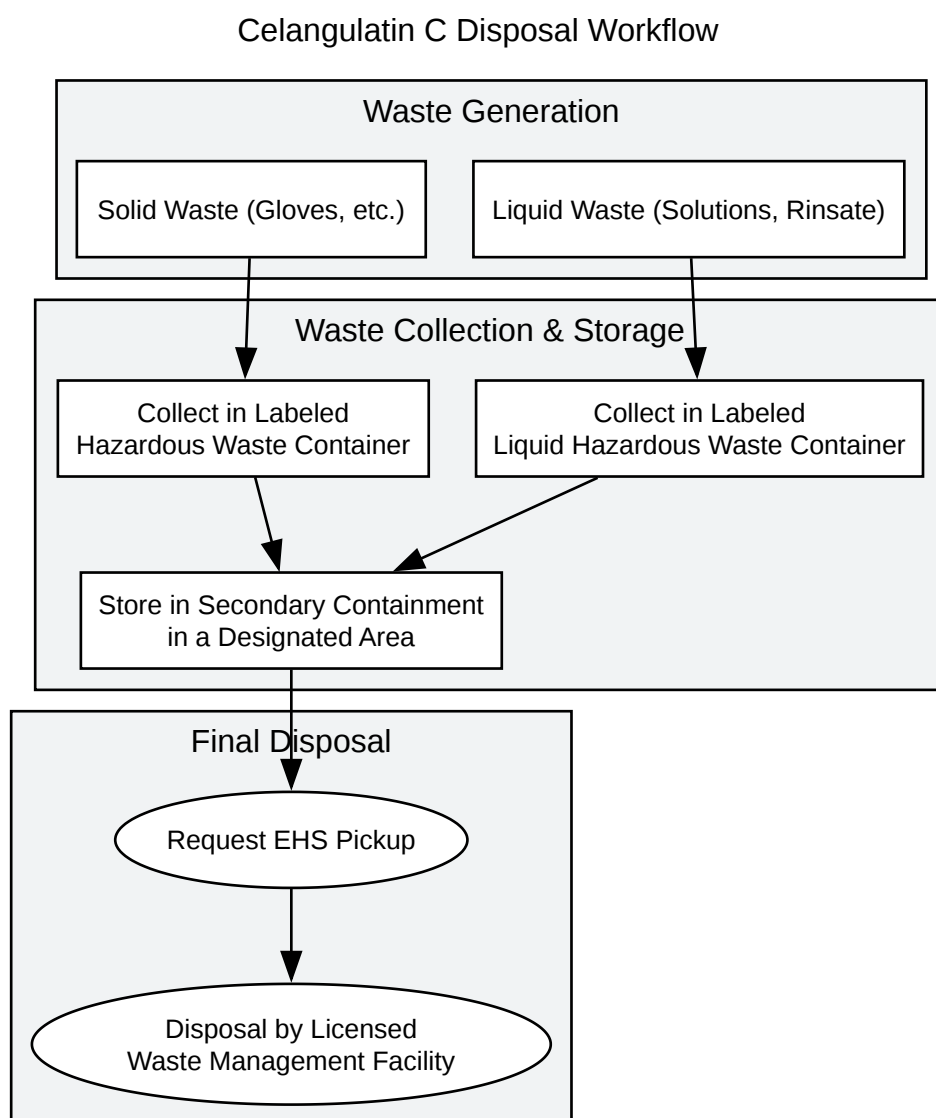 Celangulatin C Disposal Workflow
Waste Generation
Solid Waste (Gloves, etc.)
Liquid Waste (Solutions, Rinsate)
Waste Collection & Storage
Collect in Labeled
Hazardous Waste Container
Collect in Labeled
Liquid Hazardous Waste Container
Store in Secondary Containment
in a Designated Area
Final Disposal
Request EHS Pickup
Disposal by Licensed
Waste Management Facility